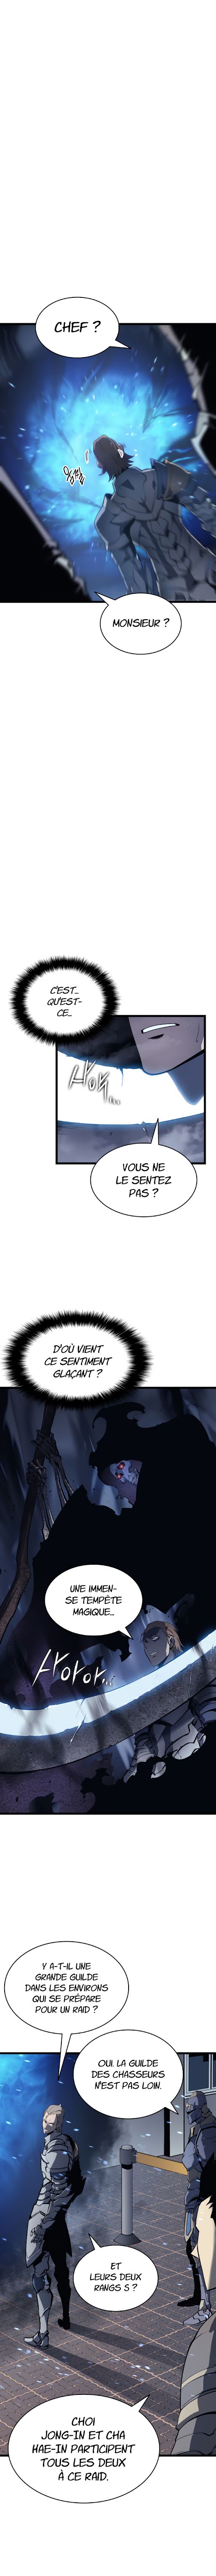 CHEF ?
MONSIEUR ?
C'EST...
QU'EST-
CE...
VOUS NE
LE SENTEZ
PAS ?
D'OÙ VIENT
CE SENTIMENT
GLAÇANT ?
UNE IMMEN-
SE TEMPÊTE
MAGIQUE...
Y A-T-IL UNE
GRANDE GUILDE
DANS LES ENVIRONS
QUI SE PRÉPARE
POUR UN RAID ?
OUI. LA GUILDE
DES CHASSEURS
N'EST PAS LOIN.
ET
LEURS DEUX
RANGS S ?
CHOI
JONG-IN ET CHA
HAE-IN PARTICIPENT
TOUS LES DEUX
À CE RAID.